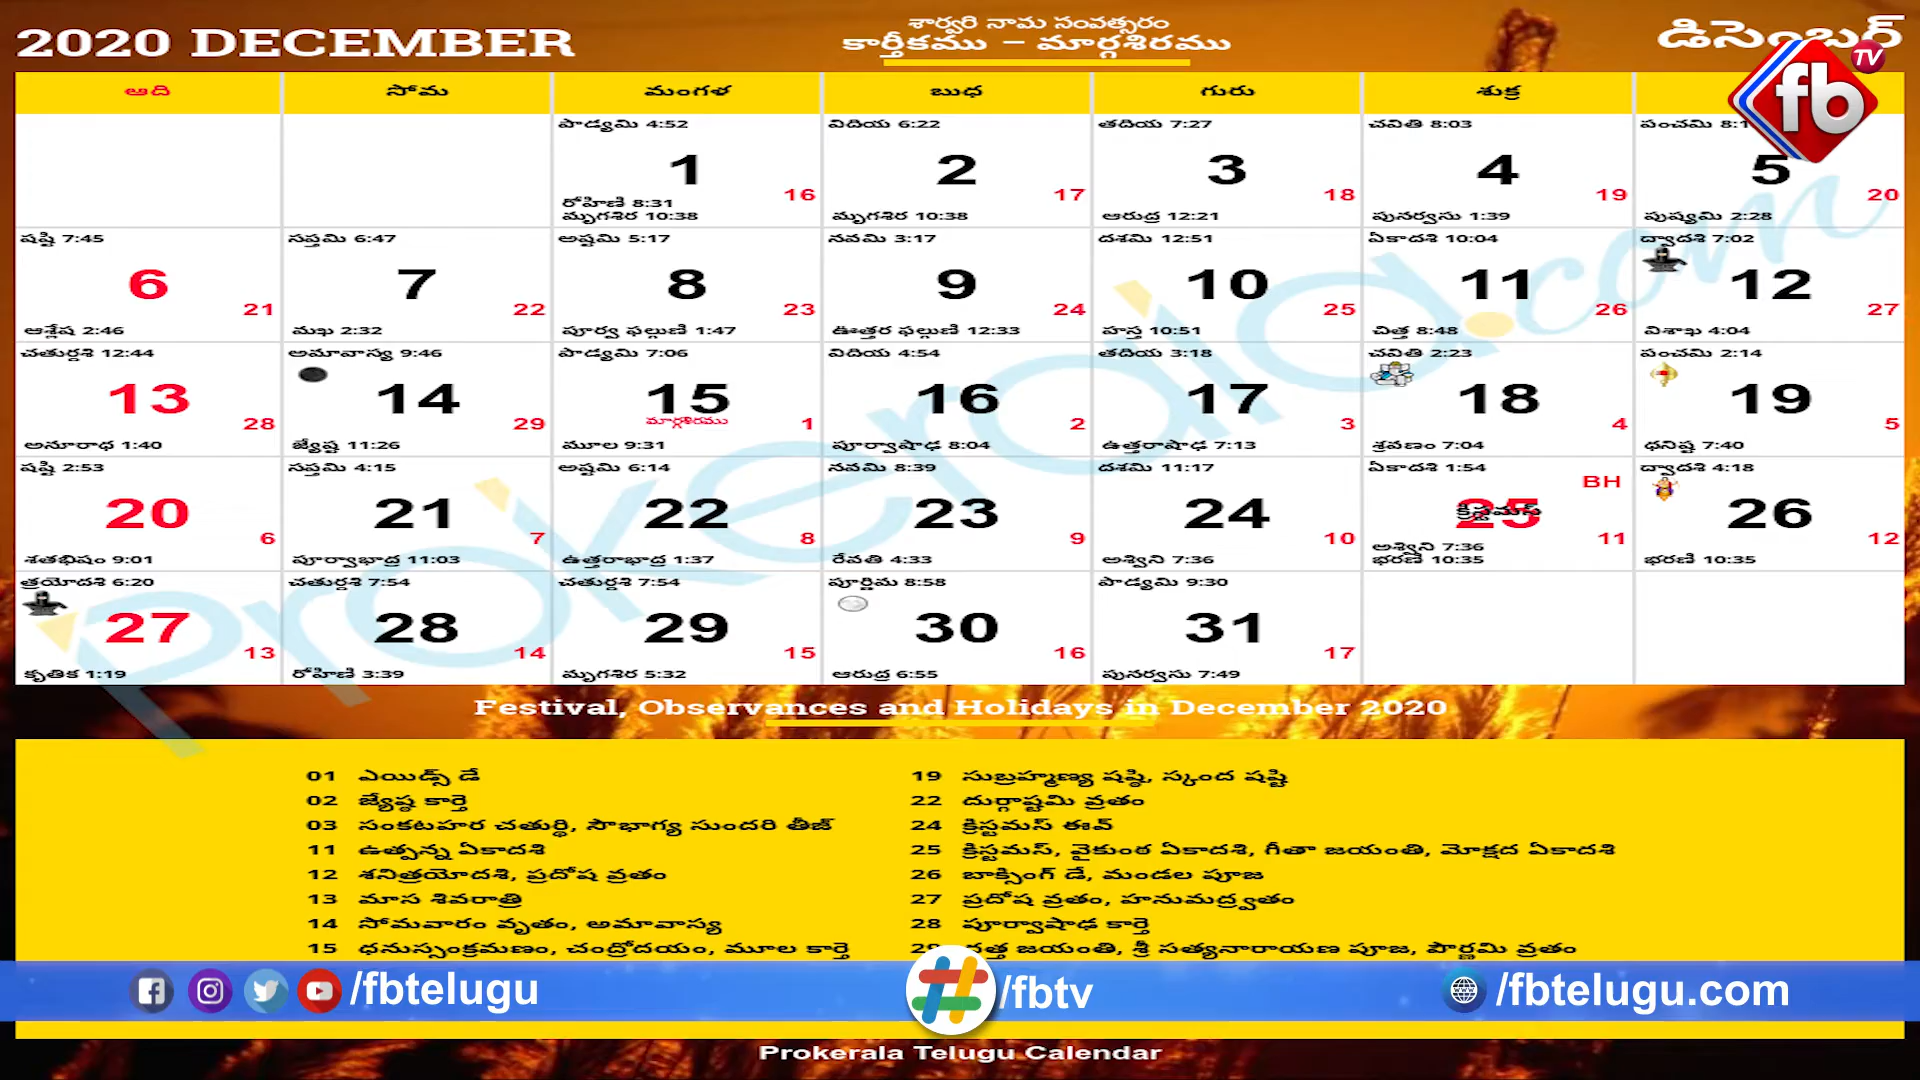 2020 DECEMBER
శార్వరి నామ సంవత్సరం
కార్తీకము – మార్గశిరము
డిసెంబర్
TV
fb
ఆది సోమ మంగళ బుధ గురు శుక్ర
పాడ్యమి 4:52 విదియ 6:22 తదియ 7:27 చవితి 8:03 పంచమి
1 2 3 4 5
16 17 18 19 20
రోహిణి 8:31
మృగశిర 10:38 మృగశిర 10:38 ఆరుద్ర 12:21 పునర్వసు 1:39 పుష్యమి 2:28
షష్టి 7:45 సప్తమి 6:47 అష్టమి 5:17 నవమి 3:17 దశమి 12:51 ఏకాదశి 10:04 ద్వాదశి 7:02
6 7 8 9 10 11 12
21 22 23 24 25 26 27
ఆశ్లేష 2:46 మఖ 2:32 పూర్వ ఫల్గుణి 1:47 ఊత్తర ఫల్గుణి 12:33 హస్త 10:51 చిత్త 8:48 విశాఖ 4:04
చతుర్దశి 12:44 అమావాస్య 9:46 పాడ్యమి 7:06 విదియ 4:54 తదియ 3:18 చవితి 2:23 పంచమి 2:14
13 14 15 16 17 18 19
మార్గశిరము
28 29 1 2 3 4 5
అనూరాధ 1:40 జ్యేష్ట 11:26 మూల 9:31 పూర్వాషాఢ 8:04 ఉత్తరాషాఢ 7:13 శ్రవణం 7:04 ధనిష్ట 7:40
షష్టి 2:53 సప్తమి 4:15 అష్టమి 6:14 నవమి 8:39 దశమి 11:17 ఏకాదశి 1:54 ద్వాదశి 4:18
BH
20 21 22 23 24 25 26
క్రిస్టమస్
6 7 8 9 10 11 12
అశ్విని 7:36
శతభిషం 9:01 పూర్వాభాద్ర 11:03 ఉత్తరాభాద్ర 1:37 రేవతి 4:33 అశ్విని 7:36 భరణి 10:35 భరణి 10:35
త్రయోదశి 6:20 చతుర్దశి 7:54 చతుర్దశి 7:54 పూర్ణిమ 8:58 పాడ్యమి 9:30
27 28 29 30 31
13 14 15 16 17
కృతిక 1:19 రోహిణి 3:39 మృగశిర 5:32 ఆరుద్ర 6:55 పునర్వసు 7:49
prokerala.com
Festival, Observances and Holidays in December 2020
01 ఎయిడ్స్ డే
02 జ్యేష్ఠ కార్తె
03 సంకటహర చతుర్థి, సౌభాగ్య సుందరి తీజ్
11 ఉత్పన్న ఏకాదశి
12 శనిత్రయోదశి, ప్రదోష వ్రతం
13 మాస శివరాత్రి
14 సోమవారం వృతం, అమావాస్య
15 ధనుస్సంక్రమణం, చంద్రోదయం, మూల కార్తె
19 సుబ్రహ్మణ్య షష్ఠి, స్కంద షష్టి
22 దుర్గాష్టమి వ్రతం
24 క్రిస్టమస్ ఈవ్
25 క్రిస్టమస్, వైకుంఠ ఏకాదశి, గీతా జయంతి, మోక్షద ఏకాదశి
26 బాక్సింగ్ డే, మండల పూజ
27 ప్రదోష వ్రతం, హనుమద్ర్వతం
28 పూర్వాషాఢ కార్తె
29 దత్త జయంతి, శ్రీ సత్యనారాయణ పూజ, పౌర్ణమి వ్రతం
/fbtelugu
/fbtv
/fbtelugu.com
Prokerala Telugu Calendar